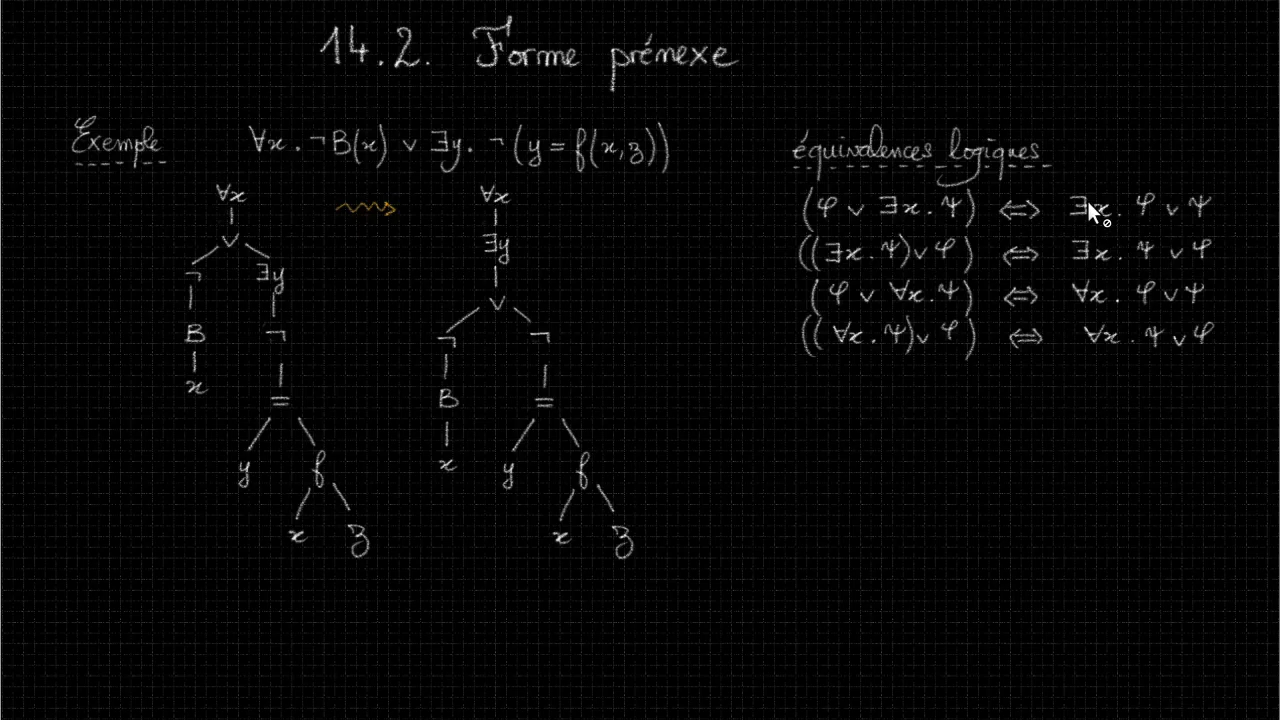 14.2. Forme prénexe
Exemple ∀x. ¬B(x) ∨ ∃y. ¬(y = f(x,z))
∀x
∨
¬ ∃y
B ¬
x
=
y f
x z
∀x
∃y
∨
¬ ¬
B =
x y f
x z
équivalences logiques
(φ ∨ ∃x.Ψ) ⇔ ∃x. φ ∨ Ψ
((∃x.Ψ)∨φ) ⇔ ∃x. Ψ ∨ φ
(φ ∨ ∀x.Ψ) ⇔ ∀x. φ ∨ Ψ
((∀x.Ψ)∨φ) ⇔ ∀x. Ψ ∨ φ